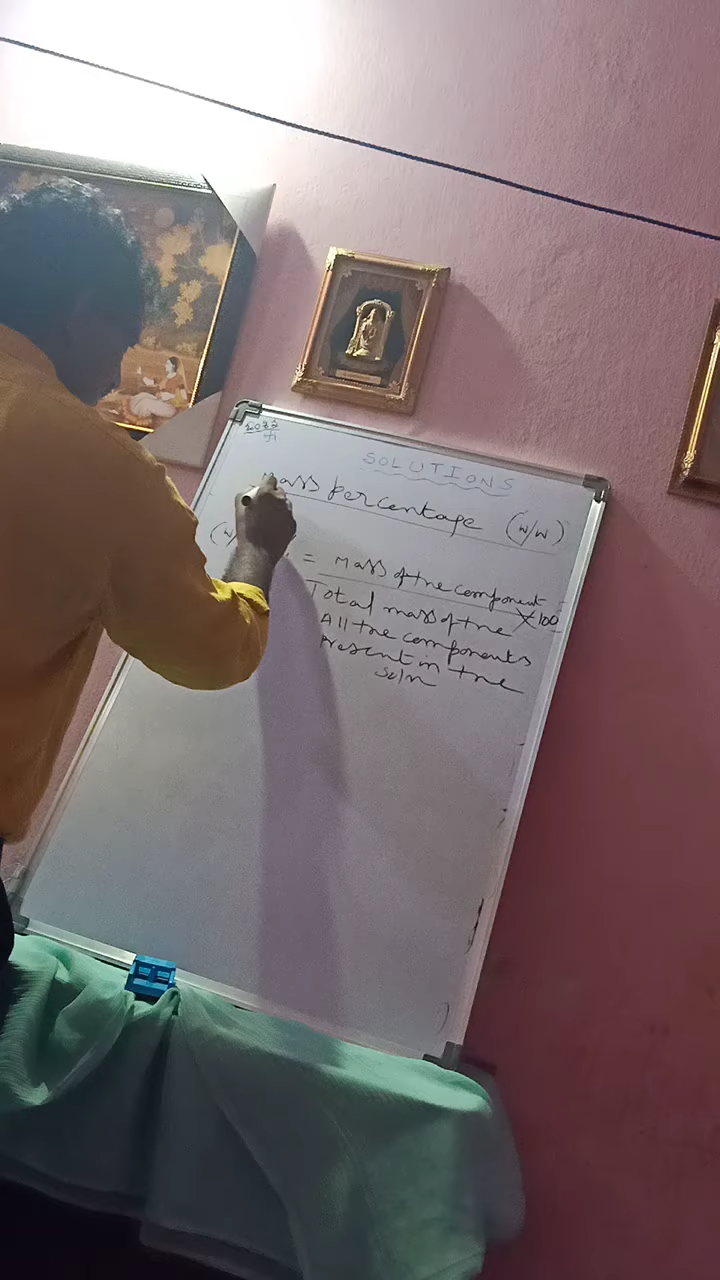 SOLUTIONS
Mass percentage (W/W)
(W/
= Mass of the component
X 100
Total mass of the
All the components
present in the
soln